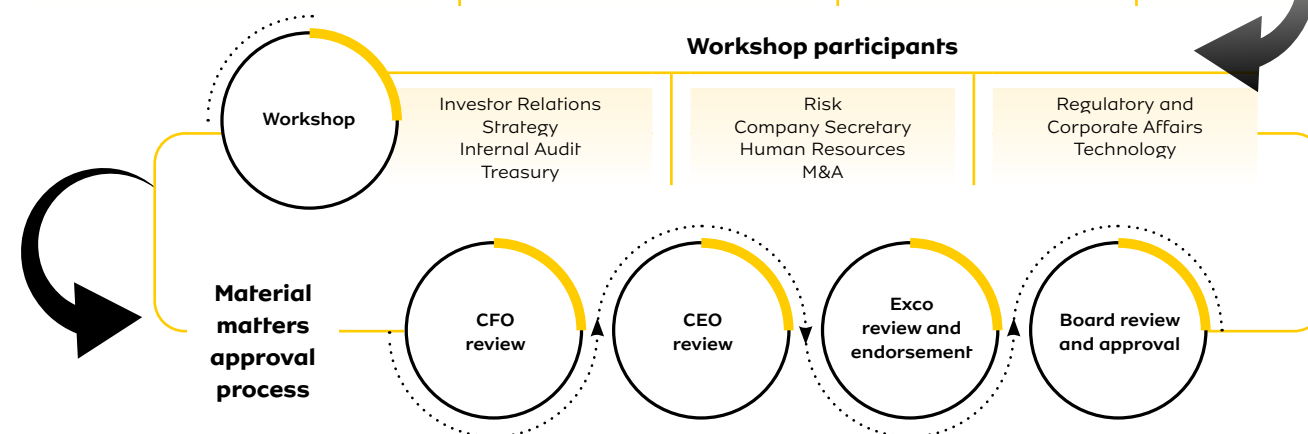 Workshop participants
Workshop
Investor Relations
Strategy
Internal Audit
Treasury
Risk
Company Secretary
Human Resources
M&A
Regulatory and
Corporate Affairs
Technology
Material
matters
approval
process
CFO
review
CEO
review
Exco
review and
endorsement
Board review
and approval